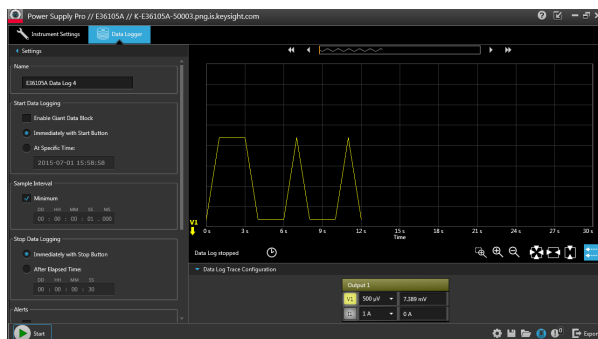 Power Supply Pro // E36105A // K-E36105A-50003.png.is.keysight.com
Instrument Settings
Data Logger
Settings
Name
E36105A Data Log 4
Start Data Logging
Enable Giant Data Block
Immediately with Start Button
At Specific Time:
2015-07-01 15:58:58
Sample Interval
Minimum
DD HH MM SS MS
00 : 00 : 00 : 01 . 000
Stop Data Logging
Immediately with Stop Button
After Elapsed Time:
DD HH MM SS
00 : 00 : 00 : 30
Alerts
Start
V1
0 s 3 s 6 s 9 s 12 s 15 s 18 s 21 s 24 s 27 s 30 s
Time
Data Log stopped
Data Log Trace Configuration
Output 1
V1 500 µV 7.389 mV
I1 1 A 0 A
Export